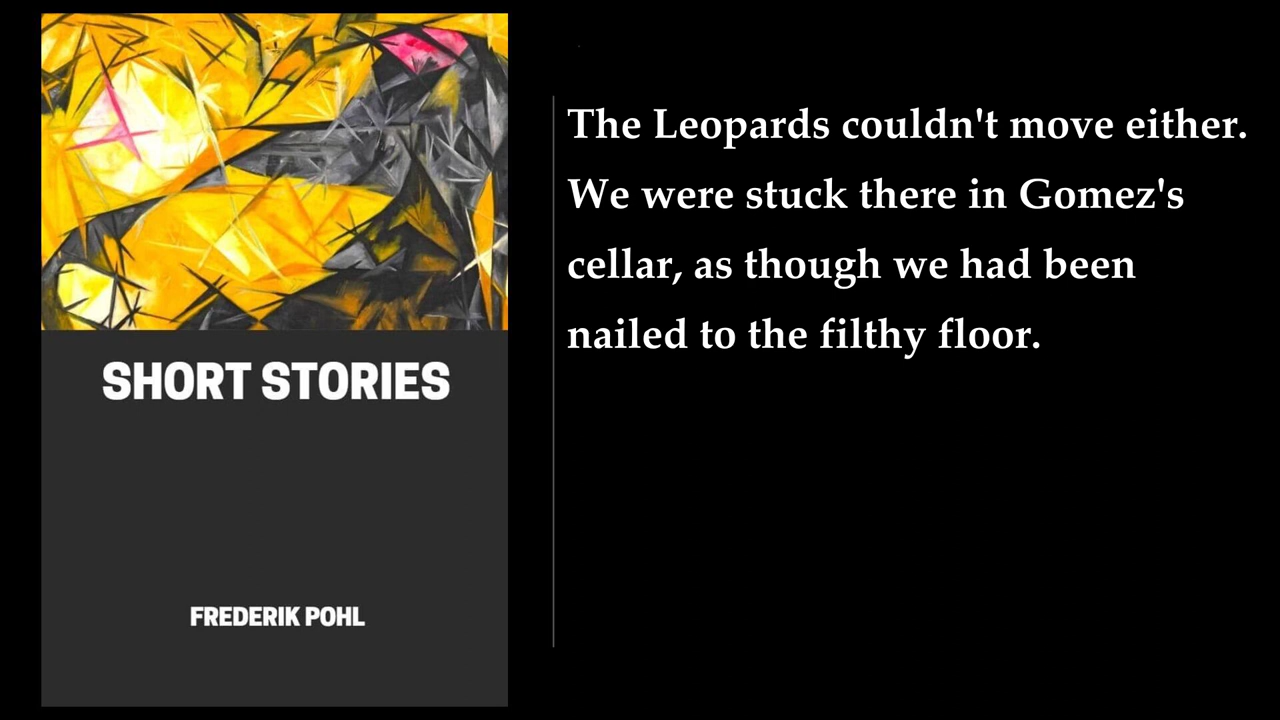 SHORT STORIES
FREDERIK POHL
The Leopards couldn't move either.
We were stuck there in Gomez's
cellar, as though we had been
nailed to the filthy floor.